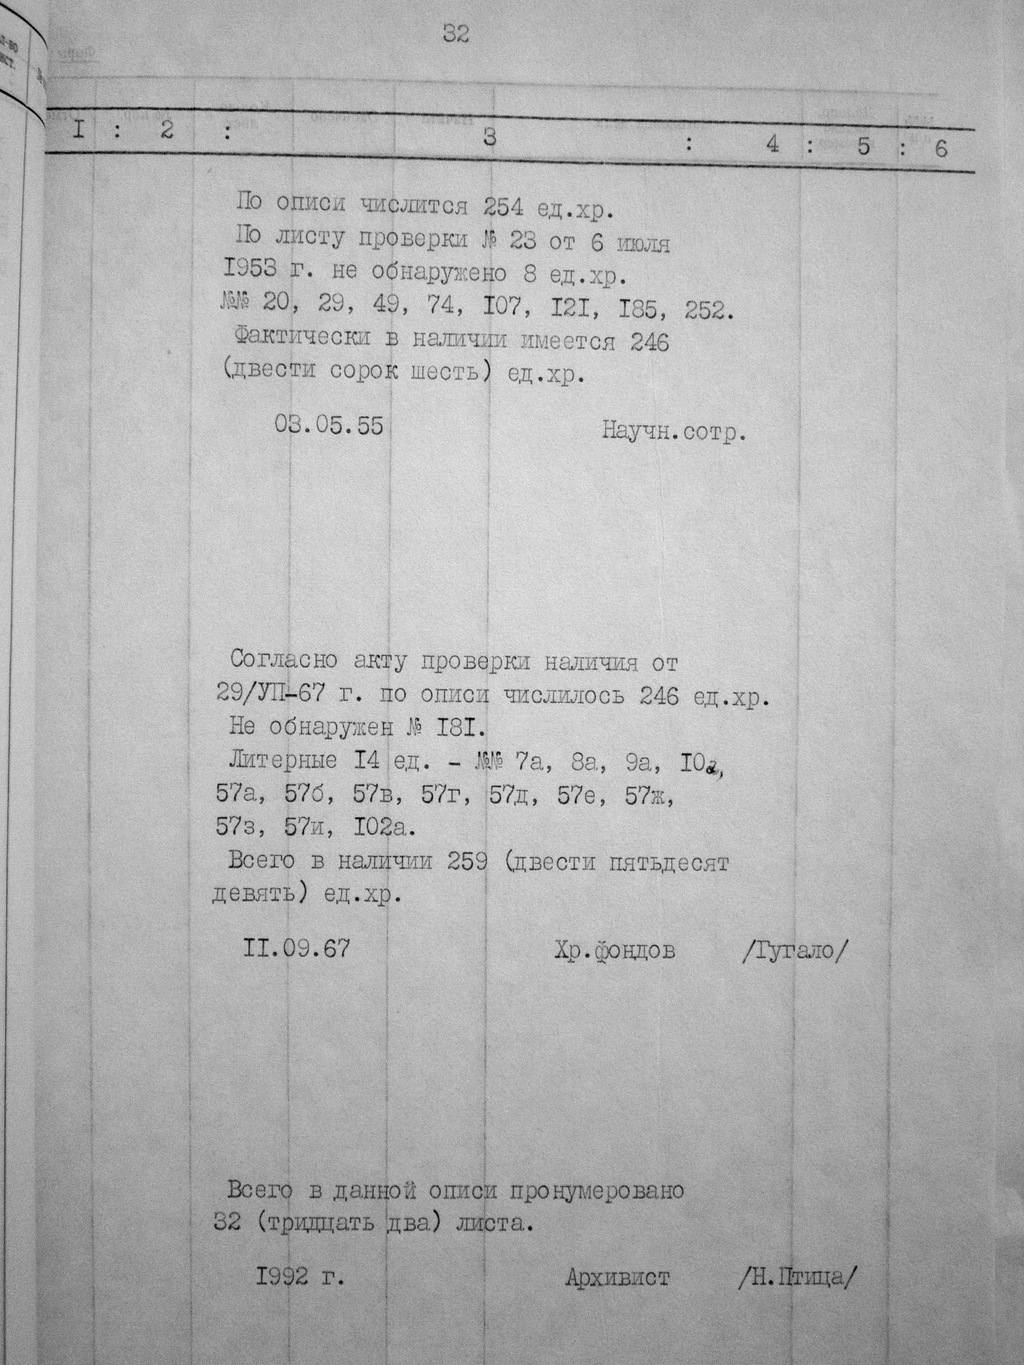 32
I : 2 : 3 : 4 : 5 : 6
По описи числится 254 ед.хр.
По листу проверки № 23 от 6 июля
I953 г. не обнаружено 8 ед.хр.
№№ 20, 29, 49, 74, I07, I2I, I85, 252.
Фактически в наличии имеется 246
(двести сорок шесть) ед.хр.
03.05.55 Научн.сотр.
Согласно акту проверки наличия от
29/УП-67 г. по описи числилось 246 ед.хр.
Не обнаружен № I8I.
Литерные I4 ед. - №№ 7а, 8а, 9а, I0а,
57а, 57б, 57в, 57г, 57д, 57е, 57ж,
57з, 57и, I02а.
Всего в наличии 259 (двести пятьдесят
девять) ед.хр.
II.09.67 Хр.фондов /Гугало/
Всего в данной описи пронумеровано
32 (тридцать два) листа.
I992 г. Архивист /Н.Птица/